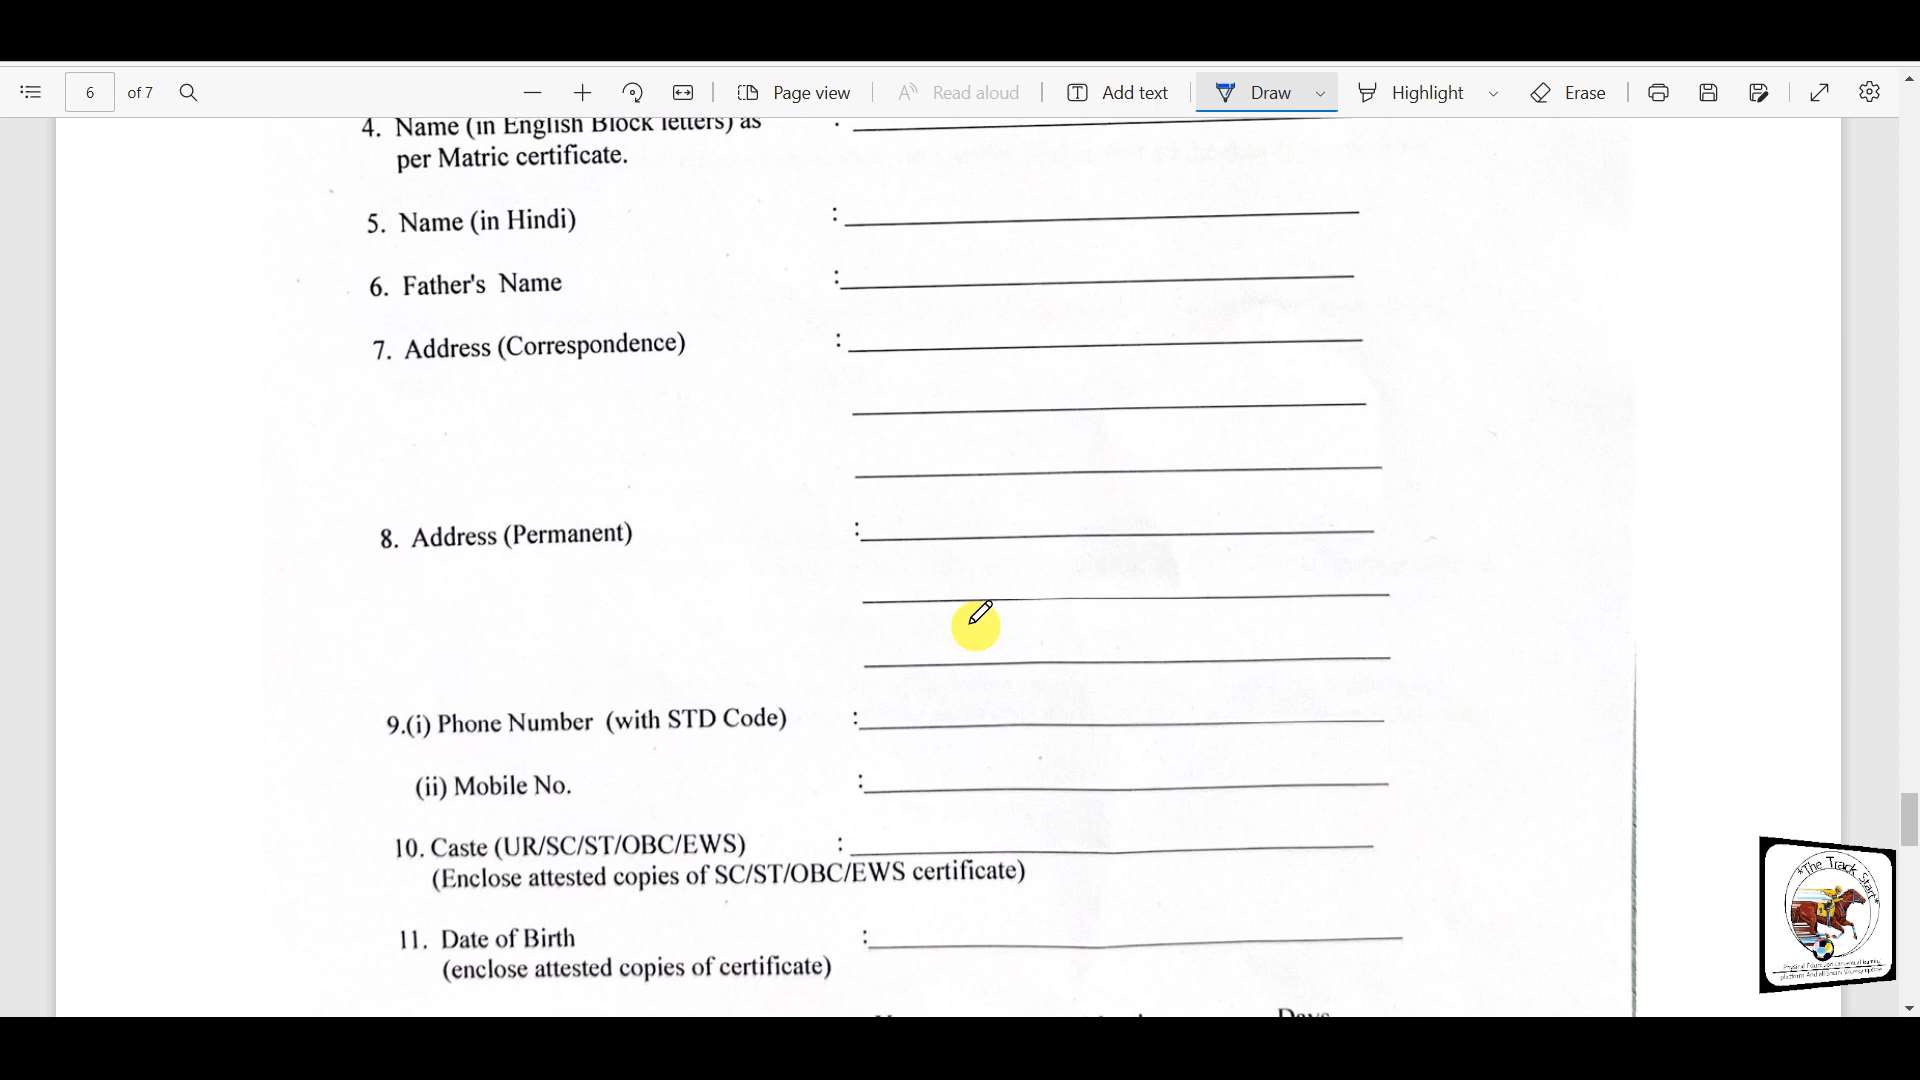 6 of 7 Page view Read aloud Add text Draw Highlight Erase
4. Name (in English Block letters) as :
per Matric certificate.
5. Name (in Hindi) :
6. Father's Name :
7. Address (Correspondence) :
8. Address (Permanent) :
9.(i) Phone Number (with STD Code) :
(ii) Mobile No. :
10. Caste (UR/SC/ST/OBC/EWS) :
(Enclose attested copies of SC/ST/OBC/EWS certificate)
11. Date of Birth :
(enclose attested copies of certificate)
Days
*The Track Start*